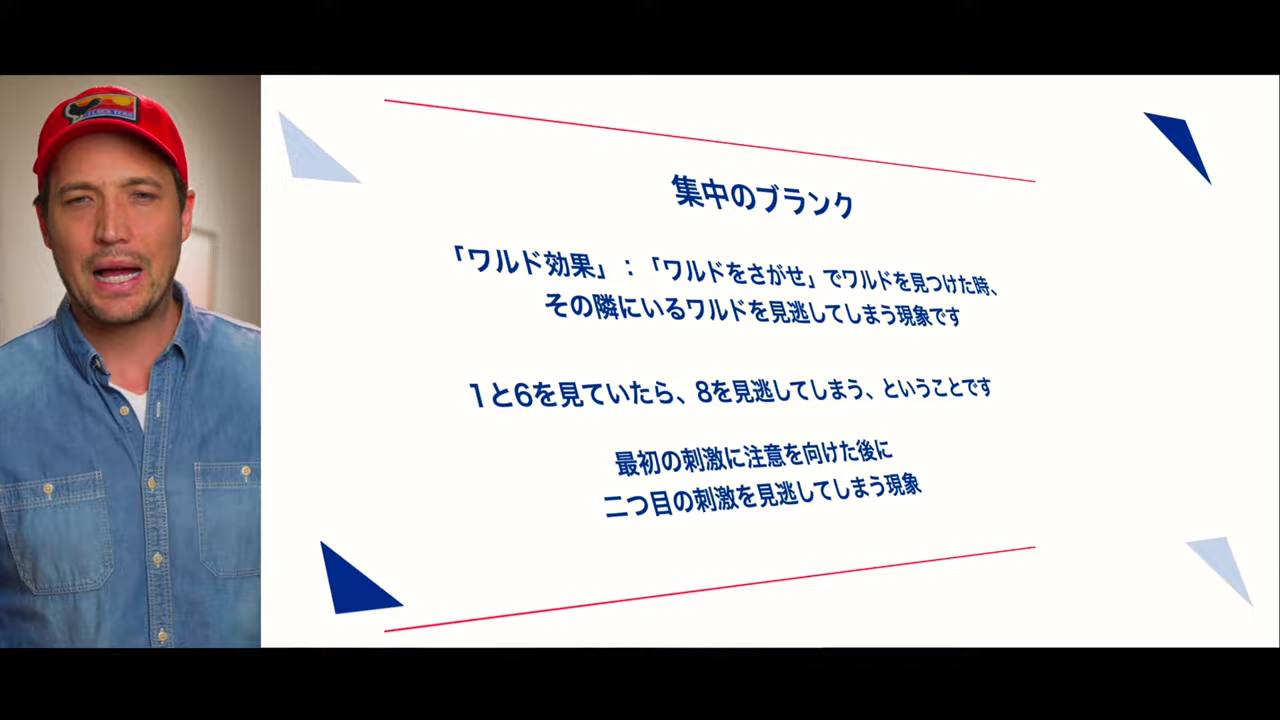 集中のブランク
「ワルド効果」:「ワルドをさがせ」でワルドを見つけた時、
その隣にいるワルドを見逃してしまう現象です
1と6を見ていたら、8を見逃してしまう、ということです
最初の刺激に注意を向けた後に
二つ目の刺激を見逃してしまう現象